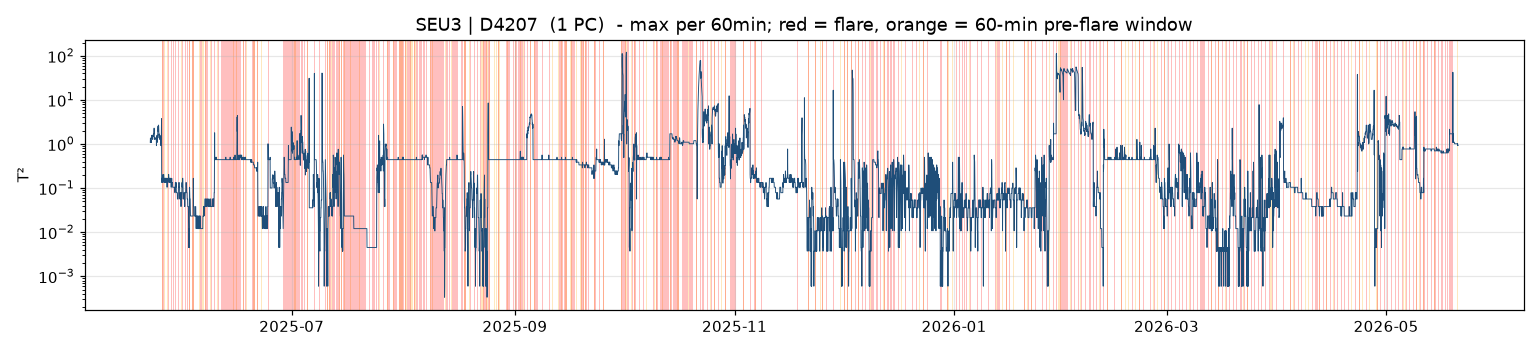 SEU3 | D4207  (1 PC)  - max per 60min; red = flare, orange = 60-min pre-flare window
T²
10²
10¹
10⁰
10⁻¹
10⁻²
10⁻³
2025-07 2025-09 2025-11 2026-01 2026-03 2026-05